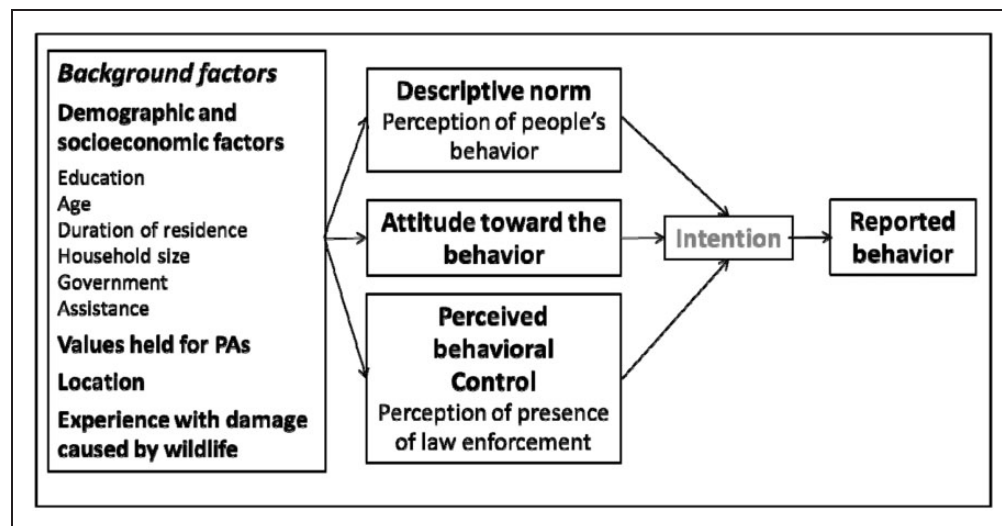 Background factors
Demographic and
socioeconomic factors
Education
Age
Duration of residence
Household size
Government
Assistance
Values held for PAs
Location
Experience with damage
caused by wildlife
Descriptive norm
Perception of people's
behavior
Attitude toward the
behavior
Perceived
behavioral
Control
Perception of presence
of law enforcement
Intention
Reported
behavior